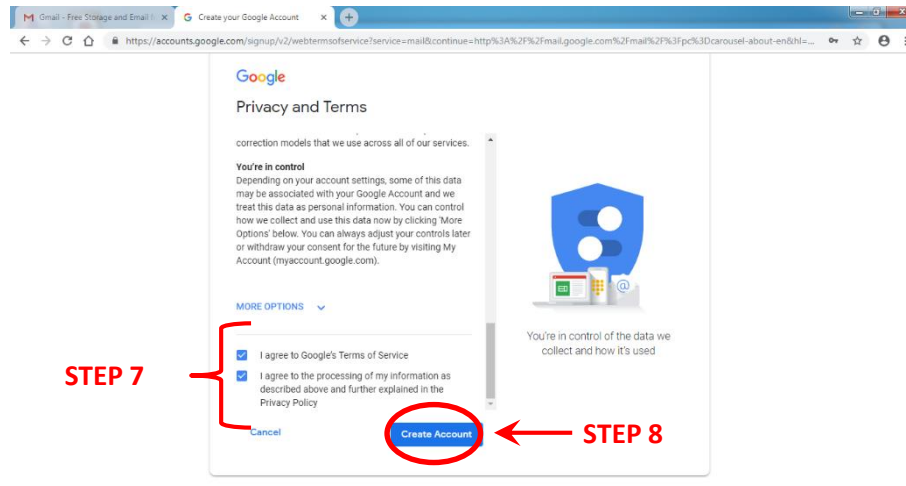 Gmail - Free Storage and Email
Create your Google Account
https://accounts.google.com/signup/v2/webtermsofservice?service=mail&continue=http%3A%2F%2Fmail.google.com%2Fmail%2F%3Fpc%3Dcarousel-about-en&hl=...
Google
Privacy and Terms
correction models that we use across all of our services.
You're in control
Depending on your account settings, some of this data
may be associated with your Google Account and we
treat this data as personal information. You can control
how we collect and use this data now by clicking 'More
Options' below. You can always adjust your controls later
or withdraw your consent for the future by visiting My
Account (myaccount.google.com).
MORE OPTIONS
You're in control of the data we
collect and how it's used
STEP 7
I agree to Google's Terms of Service
I agree to the processing of my information as
described above and further explained in the
Privacy Policy
Cancel
Create Account
STEP 8